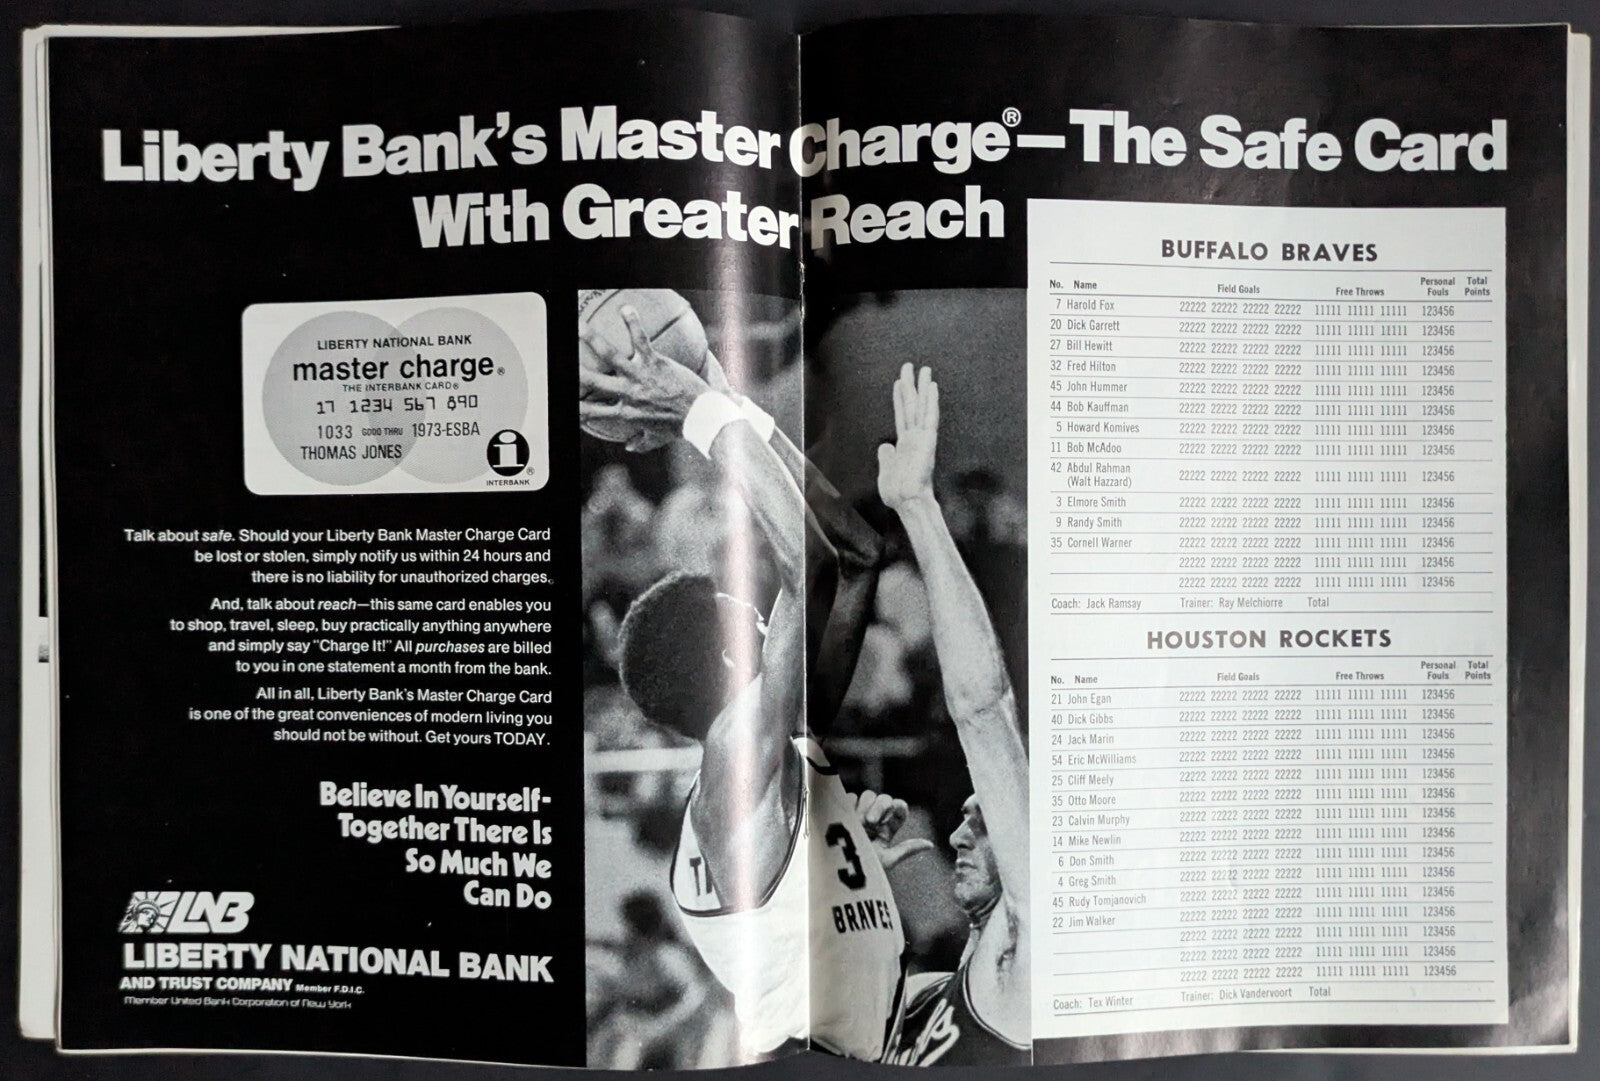 Liberty Bank's Master Charge®—The Safe Card
With Greater Reach
LIBERTY NATIONAL BANK
master charge®
THE INTERBANK CARD®
17 1234 567 890
1033 GOOD THRU 1973-ESBA
THOMAS JONES
i
®
INTERBANK
Talk about safe. Should your Liberty Bank Master Charge Card
be lost or stolen, simply notify us within 24 hours and
there is no liability for unauthorized charges.
And, talk about reach—this same card enables you
to shop, travel, sleep, buy practically anything anywhere
and simply say "Charge It!" All purchases are billed
to you in one statement a month from the bank.
All in all, Liberty Bank's Master Charge Card
is one of the great conveniences of modern living you
should not be without. Get yours TODAY.
Believe In Yourself-
Together There Is
So Much We
Can Do
LNB
LIBERTY NATIONAL BANK
AND TRUST COMPANY Member F.D.I.C.
Member United Bank Corporation of New York
3
BRAVES
BUFFALO BRAVES
No. Name Field Goals Free Throws Personal Fouls Total Points
7 Harold Fox 22222 22222 22222 22222 11111 11111 11111 123456
20 Dick Garrett 22222 22222 22222 22222 11111 11111 11111 123456
27 Bill Hewitt 22222 22222 22222 22222 11111 11111 11111 123456
32 Fred Hilton 22222 22222 22222 22222 11111 11111 11111 123456
45 John Hummer 22222 22222 22222 22222 11111 11111 11111 123456
44 Bob Kauffman 22222 22222 22222 22222 11111 11111 11111 123456
5 Howard Komives 22222 22222 22222 22222 11111 11111 11111 123456
11 Bob McAdoo 22222 22222 22222 22222 11111 11111 11111 123456
42 Abdul Rahman
(Walt Hazzard) 22222 22222 22222 22222 11111 11111 11111 123456
3 Elmore Smith 22222 22222 22222 22222 11111 11111 11111 123456
9 Randy Smith 22222 22222 22222 22222 11111 11111 11111 123456
35 Cornell Warner 22222 22222 22222 22222 11111 11111 11111 123456
22222 22222 22222 22222 11111 11111 11111 123456
22222 22222 22222 22222 11111 11111 11111 123456
Coach: Jack Ramsay Trainer: Ray Melchiorre Total
HOUSTON ROCKETS
No. Name Field Goals Free Throws Personal Fouls Total Points
21 John Egan 22222 22222 22222 22222 11111 11111 11111 123456
40 Dick Gibbs 22222 22222 22222 22222 11111 11111 11111 123456
24 Jack Marin 22222 22222 22222 22222 11111 11111 11111 123456
54 Eric McWilliams 22222 22222 22222 22222 11111 11111 11111 123456
25 Cliff Meely 22222 22222 22222 22222 11111 11111 11111 123456
35 Otto Moore 22222 22222 22222 22222 11111 11111 11111 123456
23 Calvin Murphy 22222 22222 22222 22222 11111 11111 11111 123456
14 Mike Newlin 22222 22222 22222 22222 11111 11111 11111 123456
6 Don Smith 22222 22222 22222 22222 11111 11111 11111 123456
4 Greg Smith 22222 22222 22222 22222 11111 11111 11111 123456
45 Rudy Tomjanovich 22222 22222 22222 22222 11111 11111 11111 123456
22 Jim Walker 22222 22222 22222 22222 11111 11111 11111 123456
22222 22222 22222 22222 11111 11111 11111 123456
22222 22222 22222 22222 11111 11111 11111 123456
22222 22222 22222 22222 11111 11111 11111 123456
Coach: Tex Winter Trainer: Dick Vandervoort Total